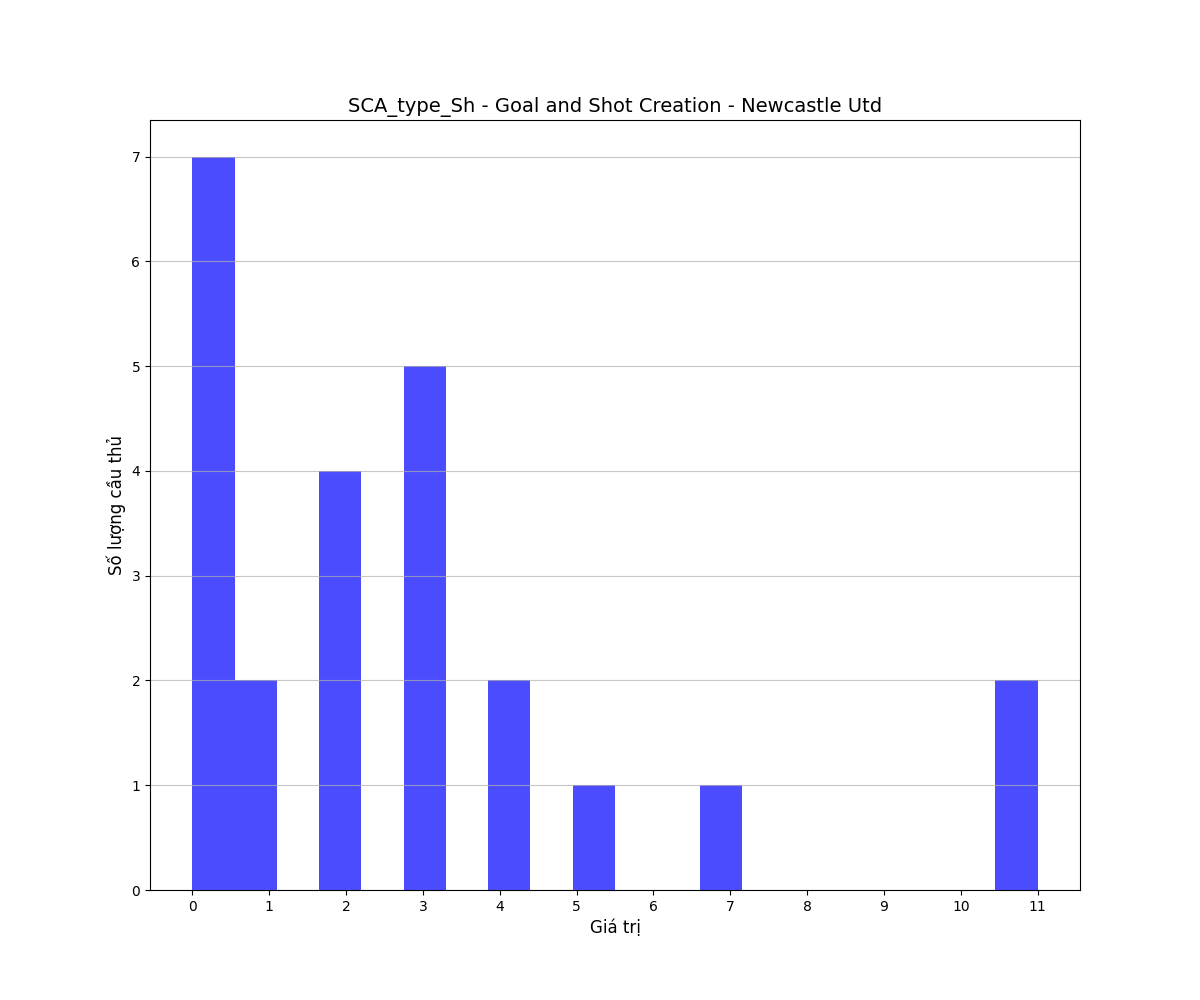 SCA_type_Sh - Goal and Shot Creation - Newcastle Utd
Số lượng cầu thủ
7
6
5
4
3
2
1
0
0 1 2 3 4 5 6 7 8 9 10 11
Giá trị